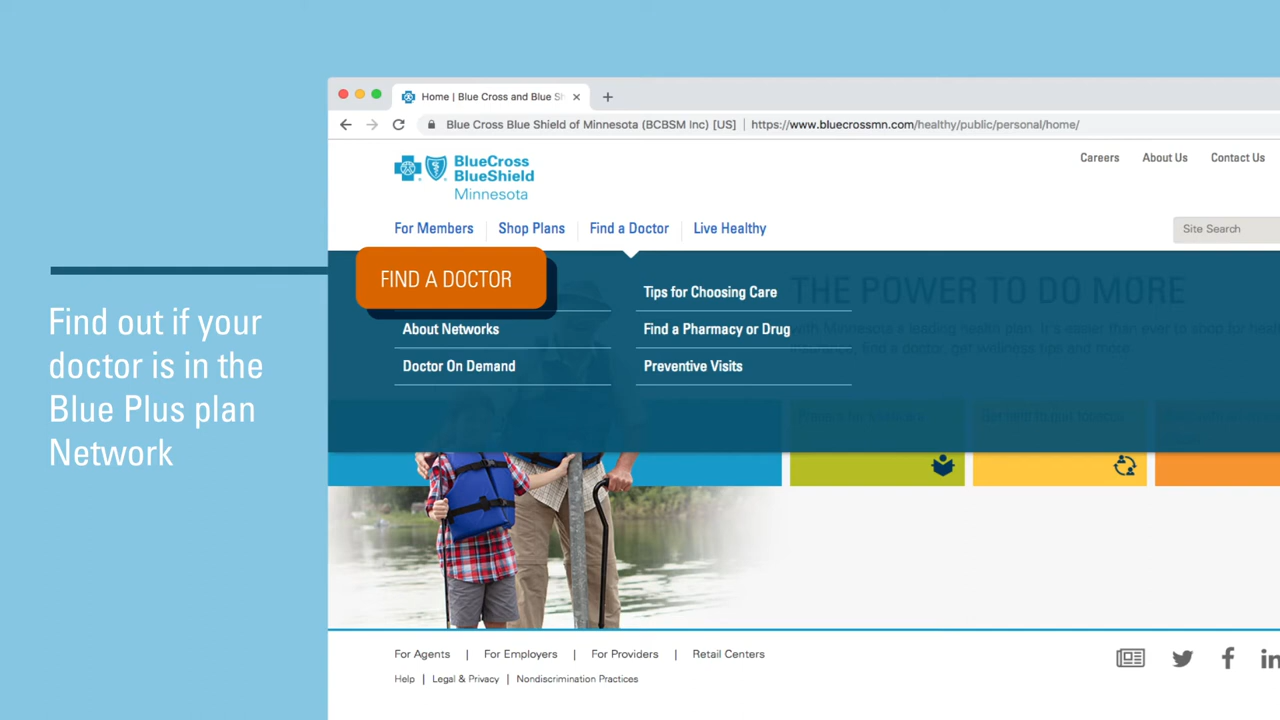 Home | Blue Cross and Blue Sh
Blue Cross Blue Shield of Minnesota (BCBSM Inc) [US] | https://www.bluecrossmn.com/healthy/public/personal/home/
BlueCross
BlueShield
Minnesota
Careers
About Us
Contact Us
For Members
Shop Plans
Find a Doctor
Live Healthy
Site Search
FIND A DOCTOR
About Networks
Doctor On Demand
Tips for Choosing Care
Find a Pharmacy or Drug
Preventive Visits
THE POWER TO DO MORE
Find out if your
doctor is in the
Blue Plus plan
Network
For Agents | For Employers | For Providers | Retail Centers
Help | Legal & Privacy | Nondiscrimination Practices